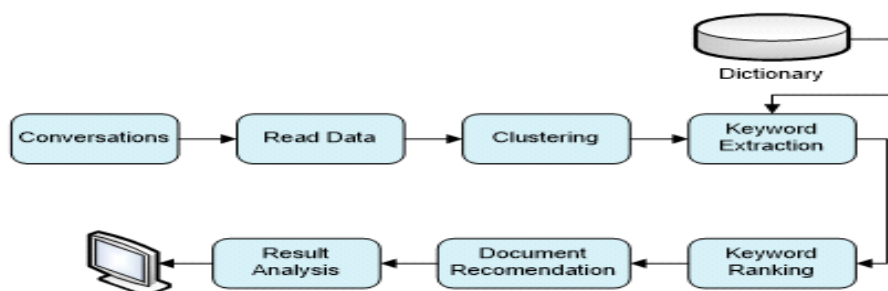 Dictionary
Conversations
Read Data
Clustering
Keyword
Extraction
Result
Analysis
Document
Recomendation
Keyword
Ranking